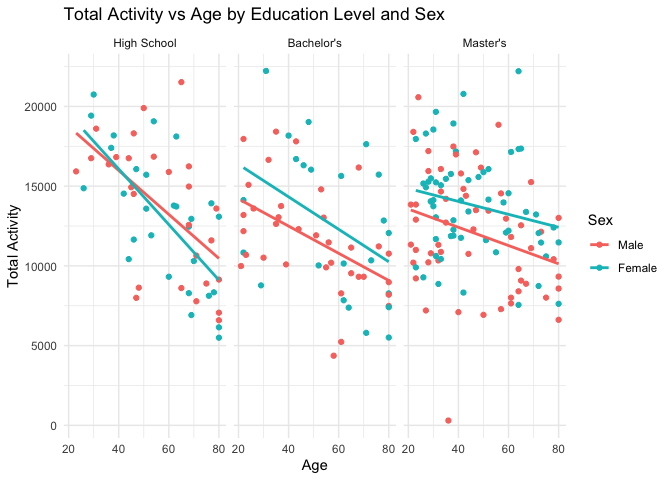 Total Activity vs Age by Education Level and Sex
High School
Bachelor's
Master's
20000
15000
10000
5000
0
Total Activity
20 40 60 80
20 40 60 80
20 40 60 80
Age
Sex
Male
Female